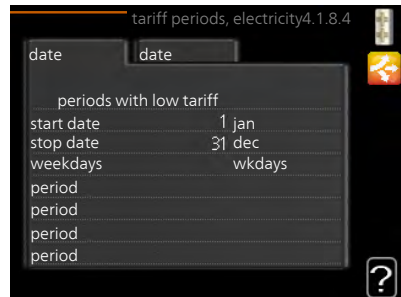 tariff periods, electricity4.1.8.4
date date
periods with low tariff
start date 1 jan
stop date 31 dec
weekdays wkdays
period
period
period
period
?